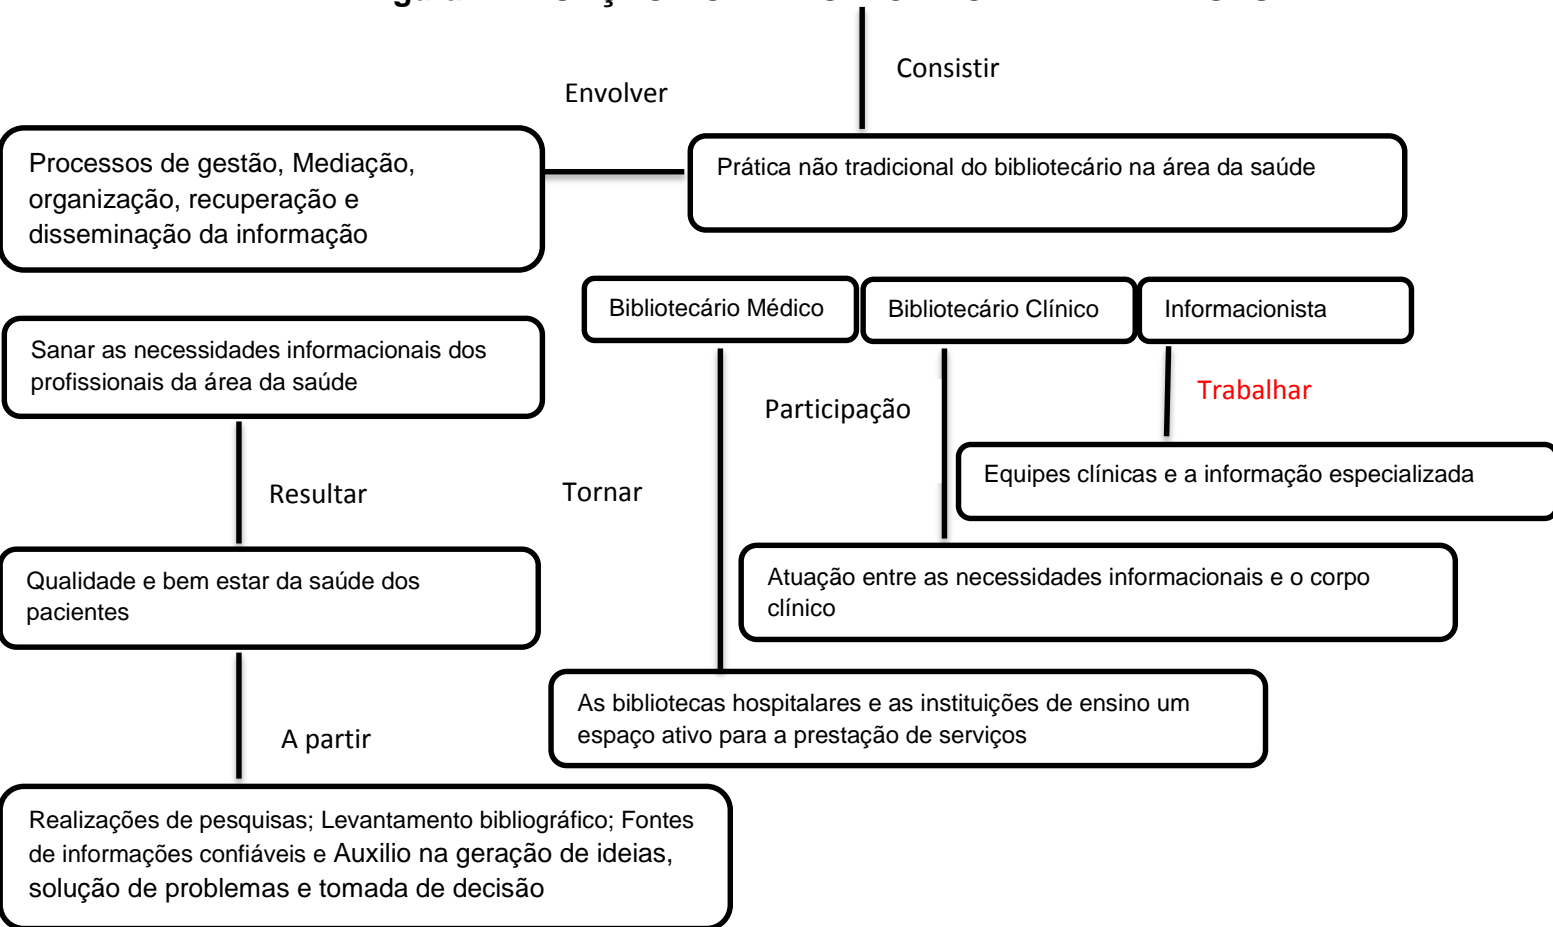 Consistir
Envolver
Processos de gestão, Mediação,
organização, recuperação e
disseminação da informação
Prática não tradicional do bibliotecário na área da saúde
Bibliotecário Médico
Bibliotecário Clínico
Informacionista
Sanar as necessidades informacionais dos
profissionais da área da saúde
Trabalhar
Participação
Equipes clínicas e a informação especializada
Resultar
Tornar
Qualidade e bem estar da saúde dos
pacientes
Atuação entre as necessidades informacionais e o corpo
clínico
As bibliotecas hospitalares e as instituições de ensino um
espaço ativo para a prestação de serviços
A partir
Realizações de pesquisas; Levantamento bibliográfico; Fontes
de informações confiáveis e Auxilio na geração de ideias,
solução de problemas e tomada de decisão